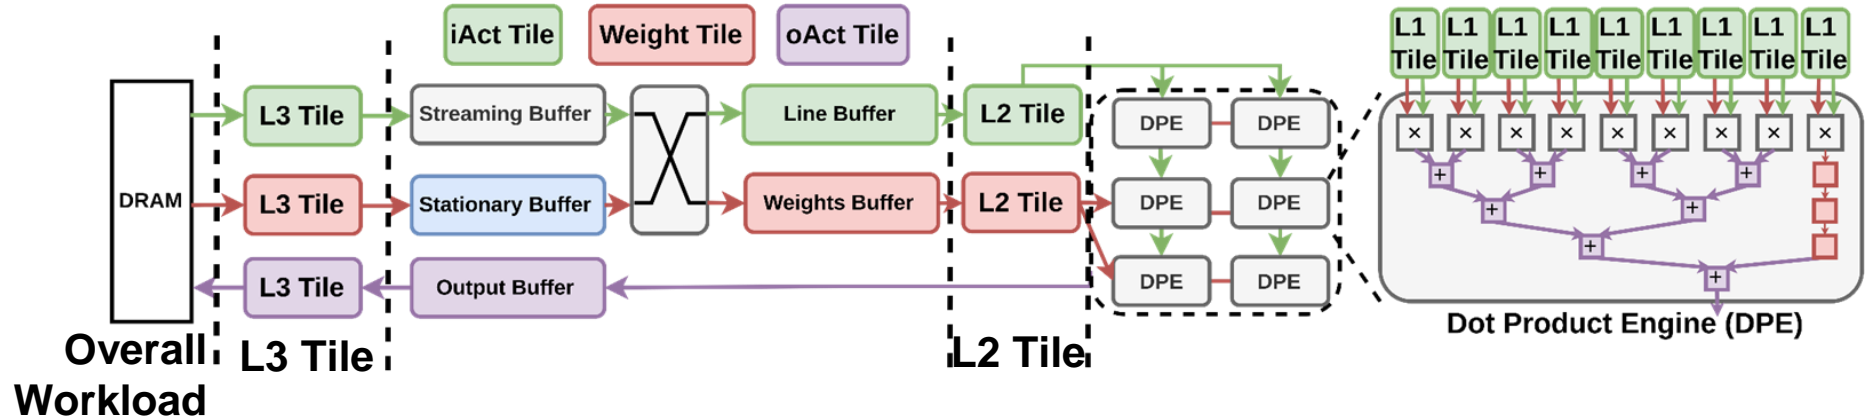 iAct Tile
Weight Tile
oAct Tile
DRAM
L3 Tile
Streaming Buffer
Line Buffer
L2 Tile
L3 Tile
Stationary Buffer
Weights Buffer
L2 Tile
L3 Tile
Output Buffer
DPE DPE
DPE DPE
DPE DPE
L1 L1 L1 L1 L1 L1 L1 L1 L1
Tile Tile Tile Tile Tile Tile Tile Tile Tile
× × × × × × × × ×
+ + + +
+ +
+
+
Dot Product Engine (DPE)
Overall
Workload
L3 Tile
L2 Tile